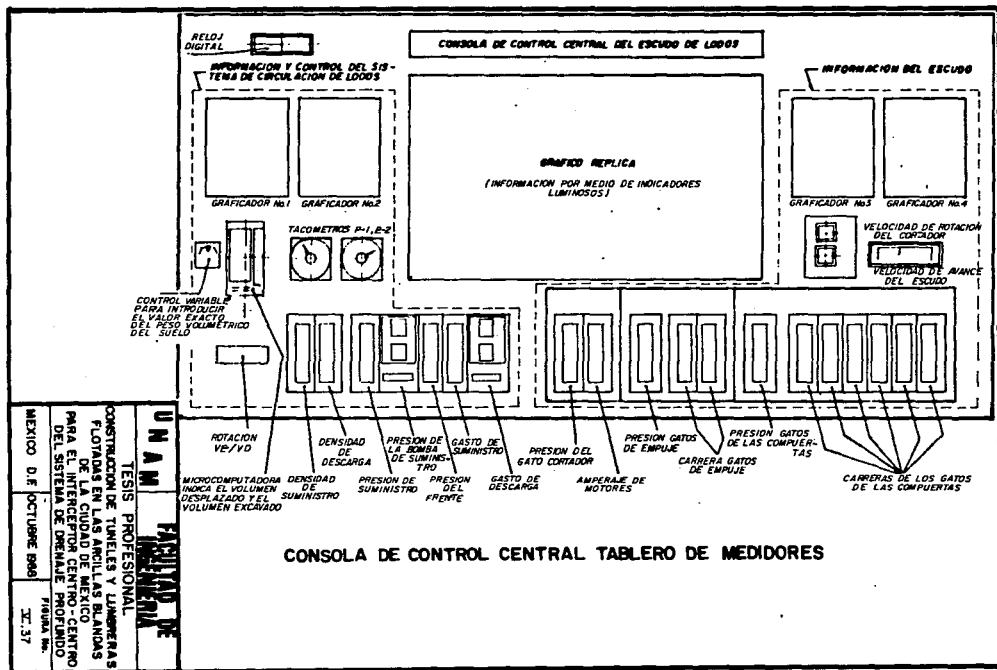 RELOJ
DIGITAL
CONSOLA DE CONTROL CENTRAL DEL ESCUDO DE LODOS
INFORMACION Y CONTROL DEL SIS-
TEMA DE CIRCULACION DE LODOS
INFORMACION DEL ESCUDO
GRAFICO REPLICA
(INFORMACION POR MEDIO DE INDICADORES
LUMINOSOS)
GRAFICADOR No.1
GRAFICADOR No.2
GRAFICADOR No.3
GRAFICADOR No.4
TACOMETROS P-1, P-2
VELOCIDAD DE ROTACION
DEL CORTADOR
VELOCIDAD DE AVANCE
DEL ESCUDO
CONTROL VARIABLE
PARA INTRODUCIR
EL VALOR EXACTO
DEL PESO VOLUMETRICO
DEL SUELO
ROTACION
VE/VD
MICROCOMPUTADORA
INDICA EL VOLUMEN
DESPLAZADO Y EL
VOLUMEN EXCAVADO
DENSIDAD
DE
DESCARGA
DENSIDAD
DE
SUMINISTRO
PRESION DE
LA BOMBA
DE SUMINIS-
TRO
PRESION DE
SUMINISTRO
PRESION
DEL
FRENTE
GASTO DE
SUMINISTRO
GASTO DE
DESCARGA
PRESION DEL
GATO CORTADOR
AMPERAJE DE
MOTORES
PRESION GATOS
DE EMPUJE
CARRERA GATOS
DE EMPUJE
PRESION GATOS
DE LAS COMPUER-
TAS
CARRERAS DE LOS GATOS
DE LAS COMPUERTAS
CONSOLA DE CONTROL CENTRAL TABLERO DE MEDIDORES
UNAM FACULTAD DE
INGENIERIA
TESIS PROFESIONAL
CONSTRUCCION DE TUNELES Y LUMBRERAS
FLOTADAS EN LAS ARCILLAS BLANDAS
DE LA CIUDAD DE MEXICO
PARA EL INTERCEPTOR CENTRO-CENTRO
DEL SISTEMA DE DRENAJE PROFUNDO
MEXICO D.F. OCTUBRE 1988
FIGURA No.
V.37